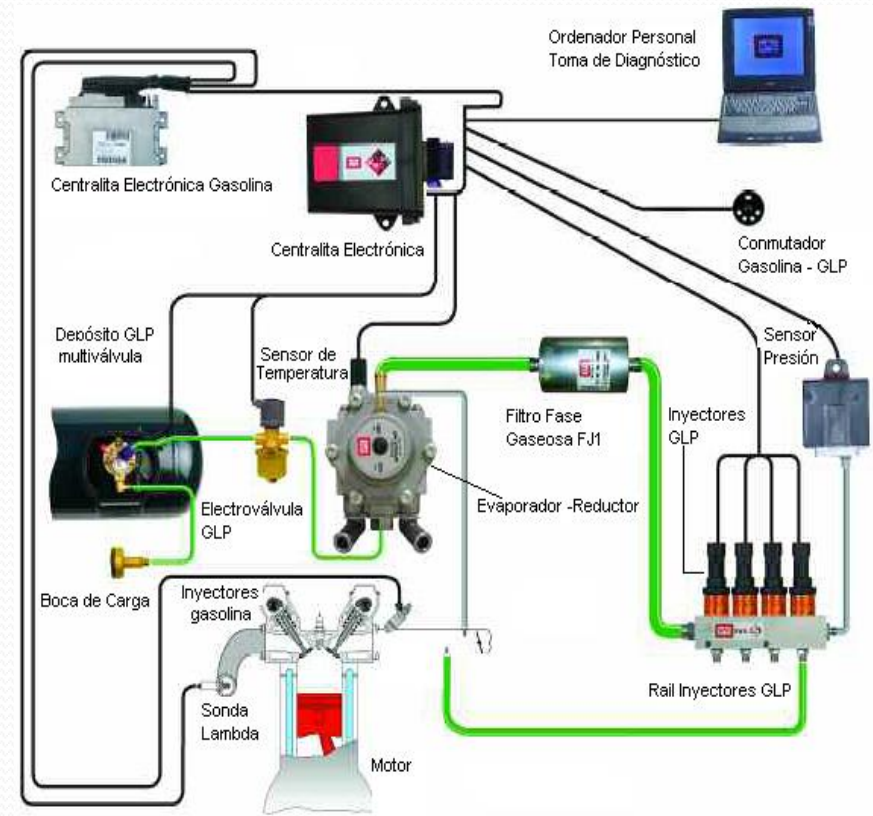 Ordenador Personal
Toma de Diagnóstico
Centralita Electrónica Gasolina
Centralita Electrónica
Conmutador
Gasolina - GLP
Depósito GLP
multiválvula
Sensor de
Temperatura
Sensor
Presión
Filtro Fase
Gaseosa FJ1
Inyectores
GLP
Electroválvula
GLP
Evaporador -Reductor
Boca de Carga
Inyectores
gasolina
Rail Inyectores GLP
Sonda
Lambda
Motor